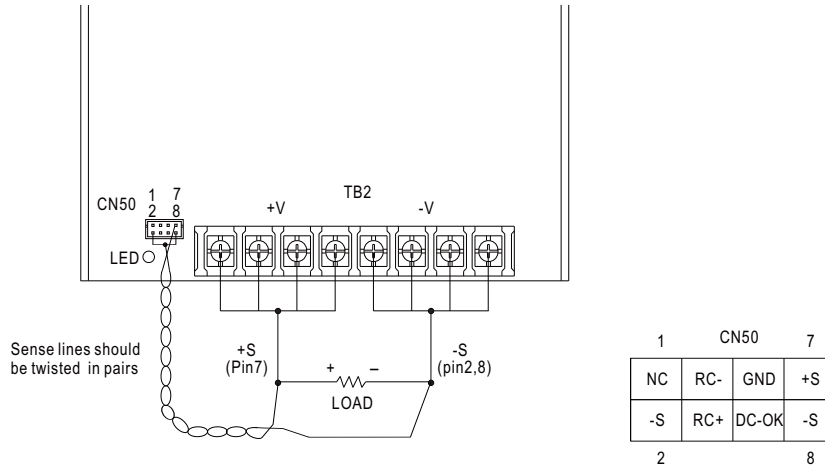 1 7
CN50
2 8
TB2
+V -V
LED
Sense lines should
be twisted in pairs
+S
(Pin7)
+ –
LOAD
-S
(pin2,8)
1 CN50 7
NC RC- GND +S
-S RC+ DC-OK -S
2 8